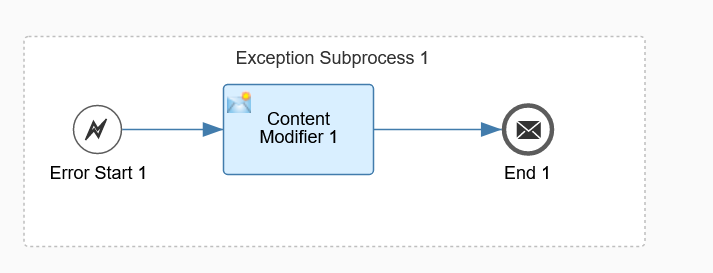 Exception Subprocess 1
Content
Modifier 1
Error Start 1
End 1